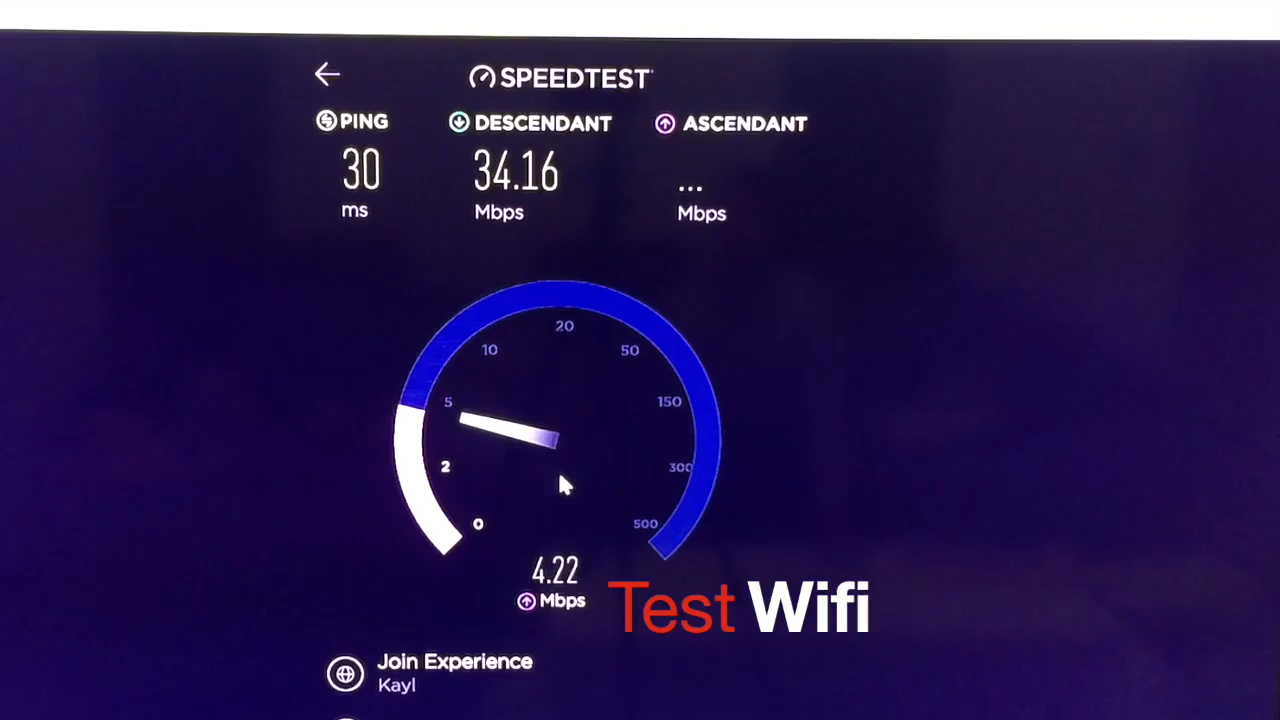 SPEEDTEST
PING
DESCENDANT
ASCENDANT
30
34.16
...
ms
Mbps
Mbps
20
10
50
5
150
2
300
0
500
4.22
Mbps
Test Wifi
Join Experience
Kayl